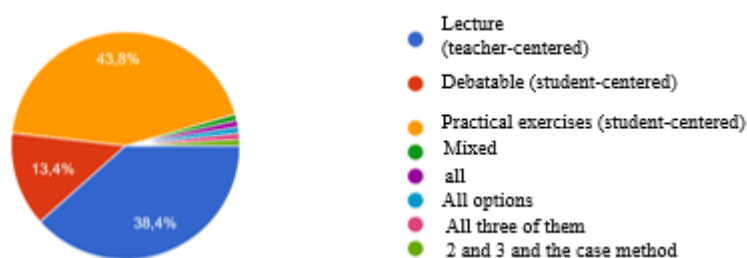 43,8%
13,4%
38,4%
Lecture
(teacher-centered)
Debatable (student-centered)
Practical exercises (student-centered)
Mixed
all
All options
All three of them
2 and 3 and the case method